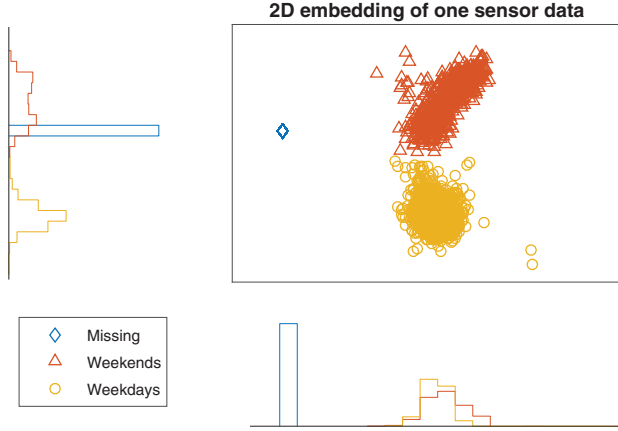 2D embedding of one sensor data
Missing
Weekends
Weekdays